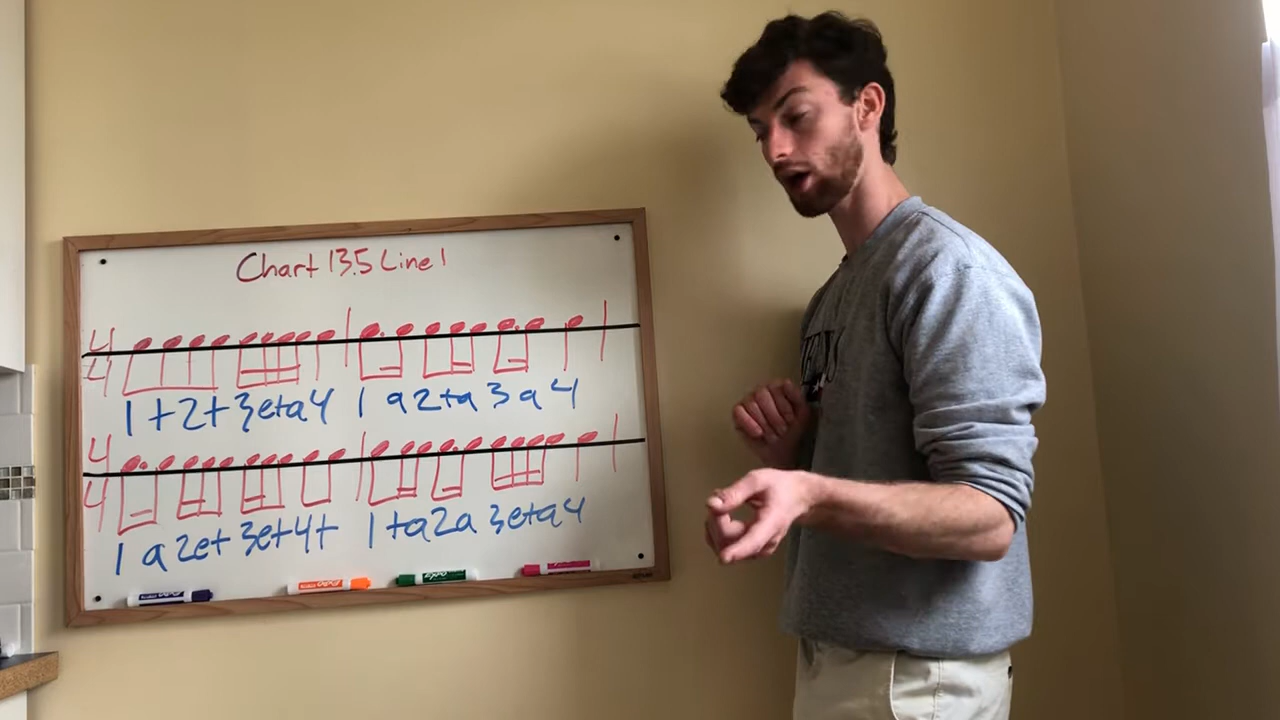 Chart 13.5 Line 1
4
4
1 + 2 + 3 e + a 4 1 a 2 + a 3 a 4
4
4
1 a 2 e + 3 e + 4 + 1 + a 2 a 3 e + a 4
EXPO